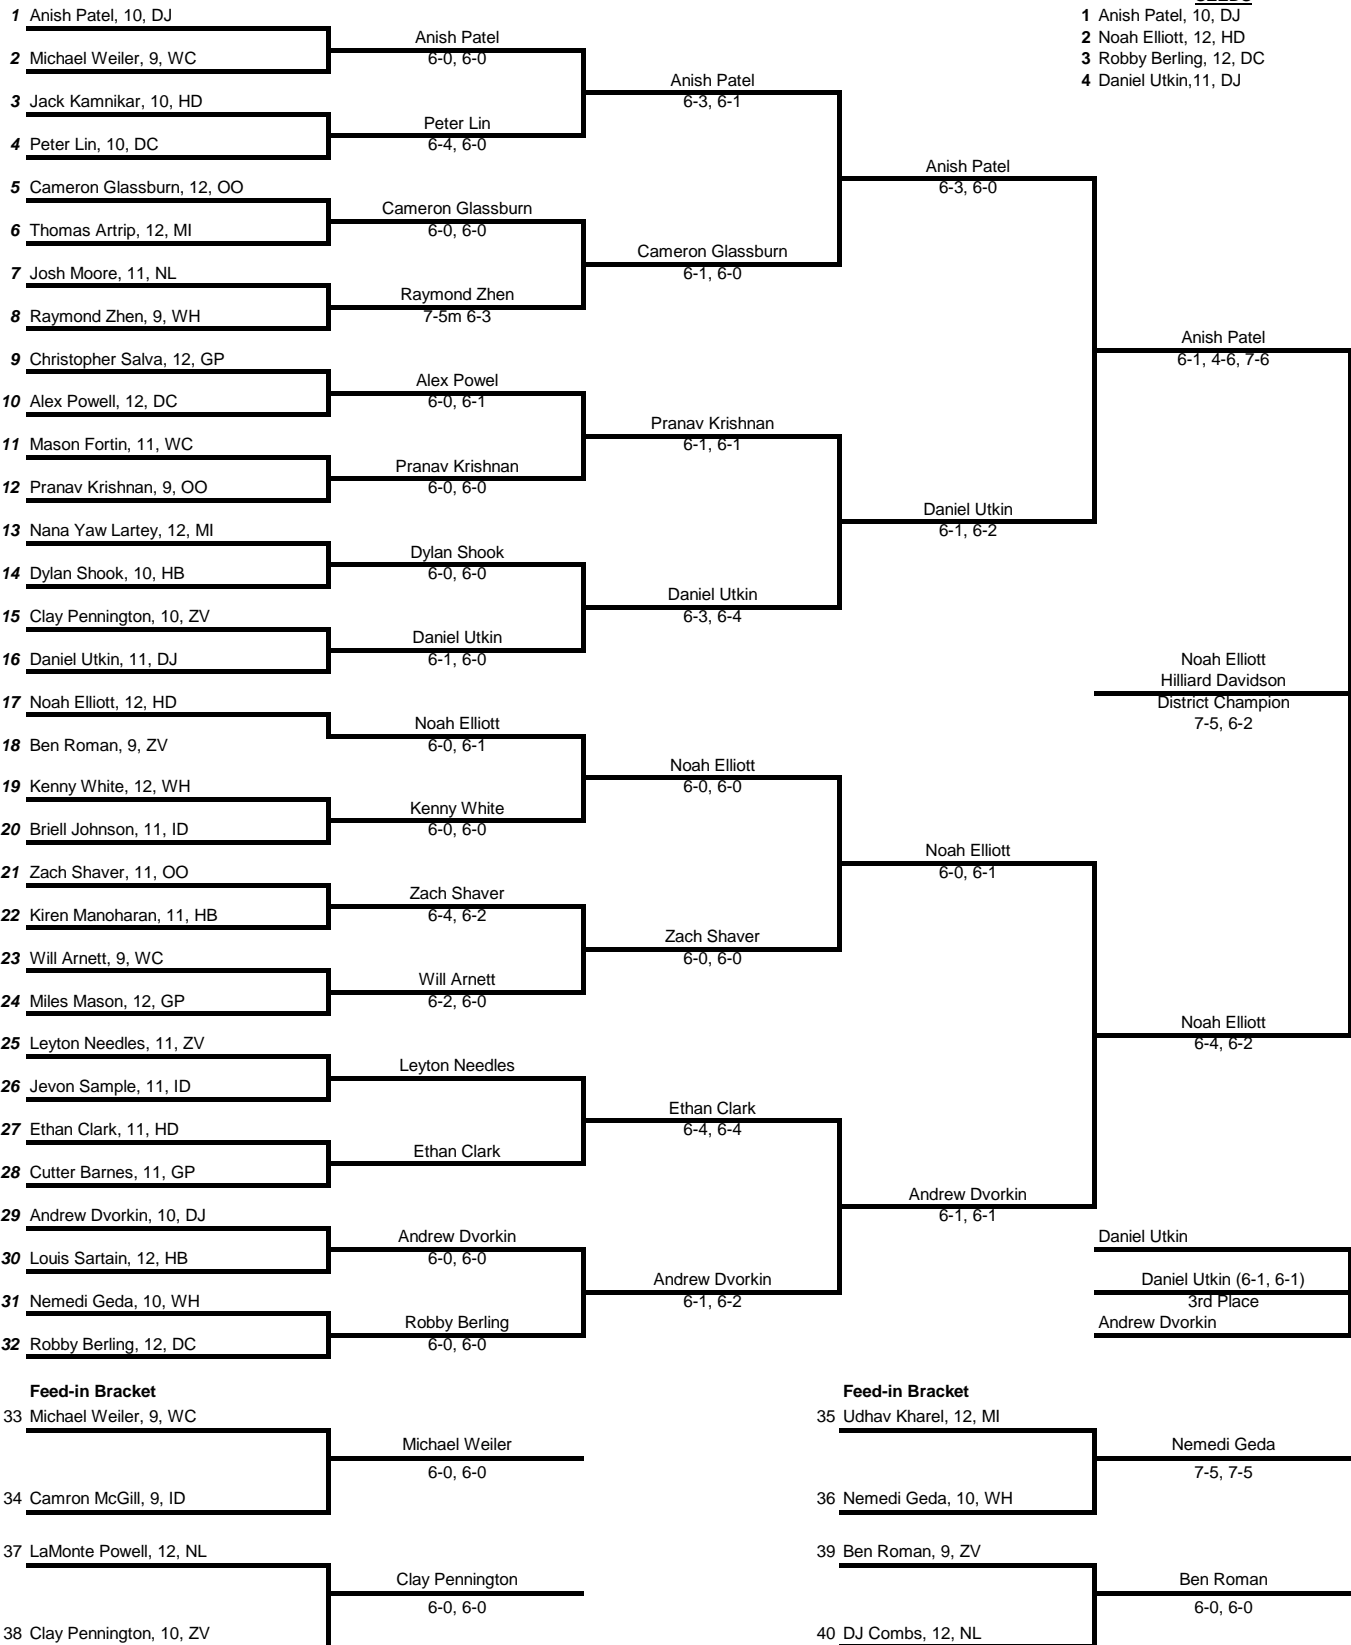 1 Anish Patel, 10, DJ
2 Michael Weiler, 9, WC
3 Jack Kamnikar, 10, HD
4 Peter Lin, 10, DC
5 Cameron Glassburn, 12, OO
6 Thomas Artrip, 12, MI
7 Josh Moore, 11, NL
8 Raymond Zhen, 9, WH
9 Christopher Salva, 12, GP
10 Alex Powell, 12, DC
11 Mason Fortin, 11, WC
12 Pranav Krishnan, 9, OO
13 Nana Yaw Lartey, 12, MI
14 Dylan Shook, 10, HB
15 Clay Pennington, 10, ZV
16 Daniel Utkin, 11, DJ
17 Noah Elliott, 12, HD
18 Ben Roman, 9, ZV
19 Kenny White, 12, WH
20 Briell Johnson, 11, ID
21 Zach Shaver, 11, OO
22 Kiren Manoharan, 11, HB
23 Will Arnett, 9, WC
24 Miles Mason, 12, GP
25 Leyton Needles, 11, ZV
26 Jevon Sample, 11, ID
27 Ethan Clark, 11, HD
28 Cutter Barnes, 11, GP
29 Andrew Dvorkin, 10, DJ
30 Louis Sartain, 12, HB
31 Nemedi Geda, 10, WH
32 Robby Berling, 12, DC
Anish Patel
6-0, 6-0
Peter Lin
6-4, 6-0
Cameron Glassburn
6-0, 6-0
Raymond Zhen
7-5m 6-3
Alex Powel
6-0, 6-1
Pranav Krishnan
6-0, 6-0
Dylan Shook
6-0, 6-0
Daniel Utkin
6-1, 6-0
Noah Elliott
6-0, 6-1
Kenny White
6-0, 6-0
Zach Shaver
6-4, 6-2
Will Arnett
6-2, 6-0
Leyton Needles
Ethan Clark
Andrew Dvorkin
6-0, 6-0
Robby Berling
6-0, 6-0
Anish Patel
6-3, 6-1
Cameron Glassburn
6-1, 6-0
Pranav Krishnan
6-1, 6-1
Daniel Utkin
6-3, 6-4
Noah Elliott
6-0, 6-0
Zach Shaver
6-0, 6-0
Ethan Clark
6-4, 6-4
Andrew Dvorkin
6-1, 6-2
Anish Patel
6-3, 6-0
Daniel Utkin
6-1, 6-2
Noah Elliott
6-0, 6-1
Andrew Dvorkin
6-1, 6-1
1 Anish Patel, 10, DJ
2 Noah Elliott, 12, HD
3 Robby Berling, 12, DC
4 Daniel Utkin,11, DJ
Anish Patel
6-1, 4-6, 7-6
Noah Elliott
Hilliard Davidson
District Champion
7-5, 6-2
Noah Elliott
6-4, 6-2
Daniel Utkin
Daniel Utkin (6-1, 6-1)
3rd Place
Andrew Dvorkin
Feed-in Bracket
33 Michael Weiler, 9, WC
Michael Weiler
6-0, 6-0
34 Camron McGill, 9, ID
37 LaMonte Powell, 12, NL
Clay Pennington
6-0, 6-0
38 Clay Pennington, 10, ZV
Feed-in Bracket
35 Udhav Kharel, 12, MI
Nemedi Geda
7-5, 7-5
36 Nemedi Geda, 10, WH
39 Ben Roman, 9, ZV
Ben Roman
6-0, 6-0
40 DJ Combs, 12, NL